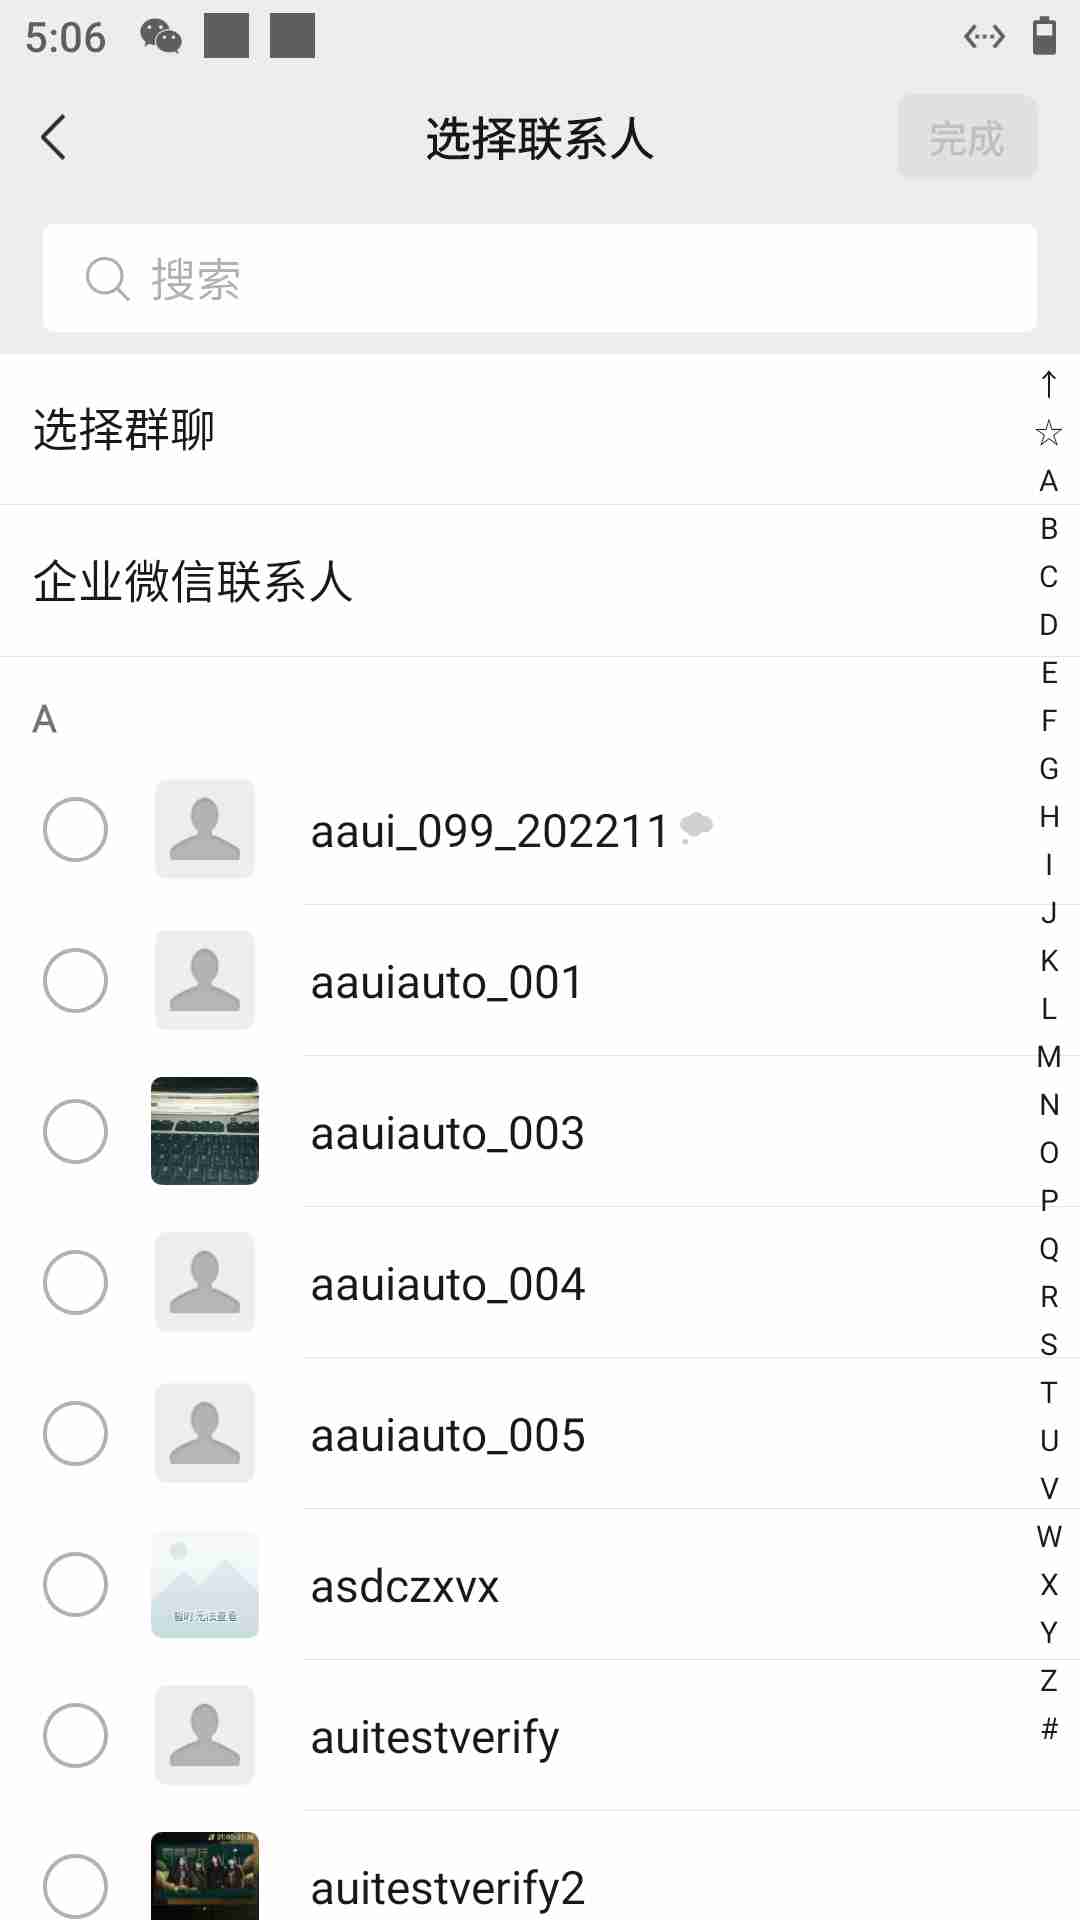 5:06
选择联系人
完成
搜索
选择群聊
企业微信联系人
A
aaui_099_202211
aauiauto_001
aauiauto_003
aauiauto_004
aauiauto_005
asdczxvx
暂时无法查看
auitestverify
auitestverify2
↑
☆
A
B
C
D
E
F
G
H
I
J
K
L
M
N
O
P
Q
R
S
T
U
V
W
X
Y
Z
#